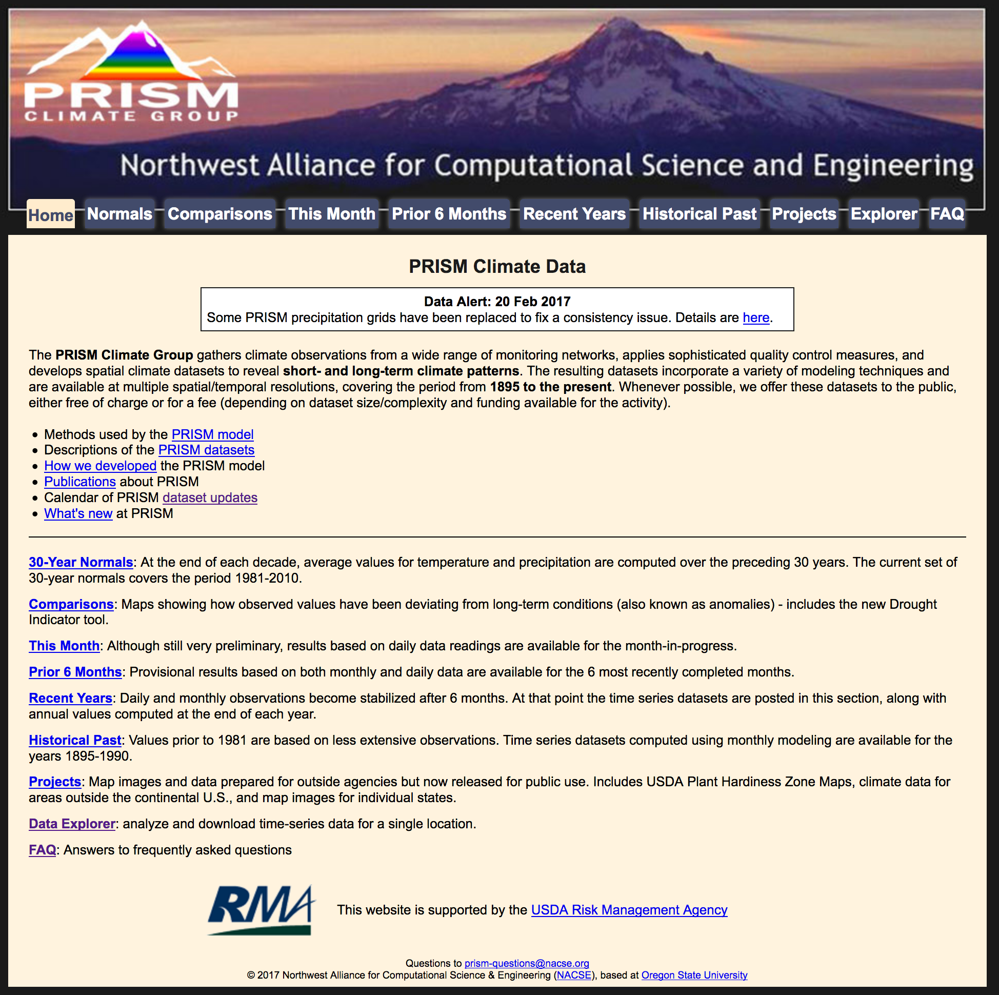 PRISM
CLIMATE GROUP
Northwest Alliance for Computational Science and Engineering
Home Normals Comparisons This Month Prior 6 Months Recent Years Historical Past Projects Explorer FAQ
PRISM Climate Data
Data Alert: 20 Feb 2017
Some PRISM precipitation grids have been replaced to fix a consistency issue. Details are here.
The PRISM Climate Group gathers climate observations from a wide range of monitoring networks, applies sophisticated quality control measures, and
develops spatial climate datasets to reveal short- and long-term climate patterns. The resulting datasets incorporate a variety of modeling techniques and
are available at multiple spatial/temporal resolutions, covering the period from 1895 to the present. Whenever possible, we offer these datasets to the public,
either free of charge or for a fee (depending on dataset size/complexity and funding available for the activity).
• Methods used by the PRISM model
• Descriptions of the PRISM datasets
• How we developed the PRISM model
• Publications about PRISM
• Calendar of PRISM dataset updates
• What's new at PRISM
30-Year Normals: At the end of each decade, average values for temperature and precipitation are computed over the preceding 30 years. The current set of
30-year normals covers the period 1981-2010.
Comparisons: Maps showing how observed values have been deviating from long-term conditions (also known as anomalies) - includes the new Drought
Indicator tool.
This Month: Although still very preliminary, results based on daily data readings are available for the month-in-progress.
Prior 6 Months: Provisional results based on both monthly and daily data are available for the 6 most recently completed months.
Recent Years: Daily and monthly observations become stabilized after 6 months. At that point the time series datasets are posted in this section, along with
annual values computed at the end of each year.
Historical Past: Values prior to 1981 are based on less extensive observations. Time series datasets computed using monthly modeling are available for the
years 1895-1990.
Projects: Map images and data prepared for outside agencies but now released for public use. Includes USDA Plant Hardiness Zone Maps, climate data for
areas outside the continental U.S., and map images for individual states.
Data Explorer: analyze and download time-series data for a single location.
FAQ: Answers to frequently asked questions
RMA
This website is supported by the USDA Risk Management Agency
Questions to prism-questions@nacse.org
© 2017 Northwest Alliance for Computational Science & Engineering (NACSE), based at Oregon State University